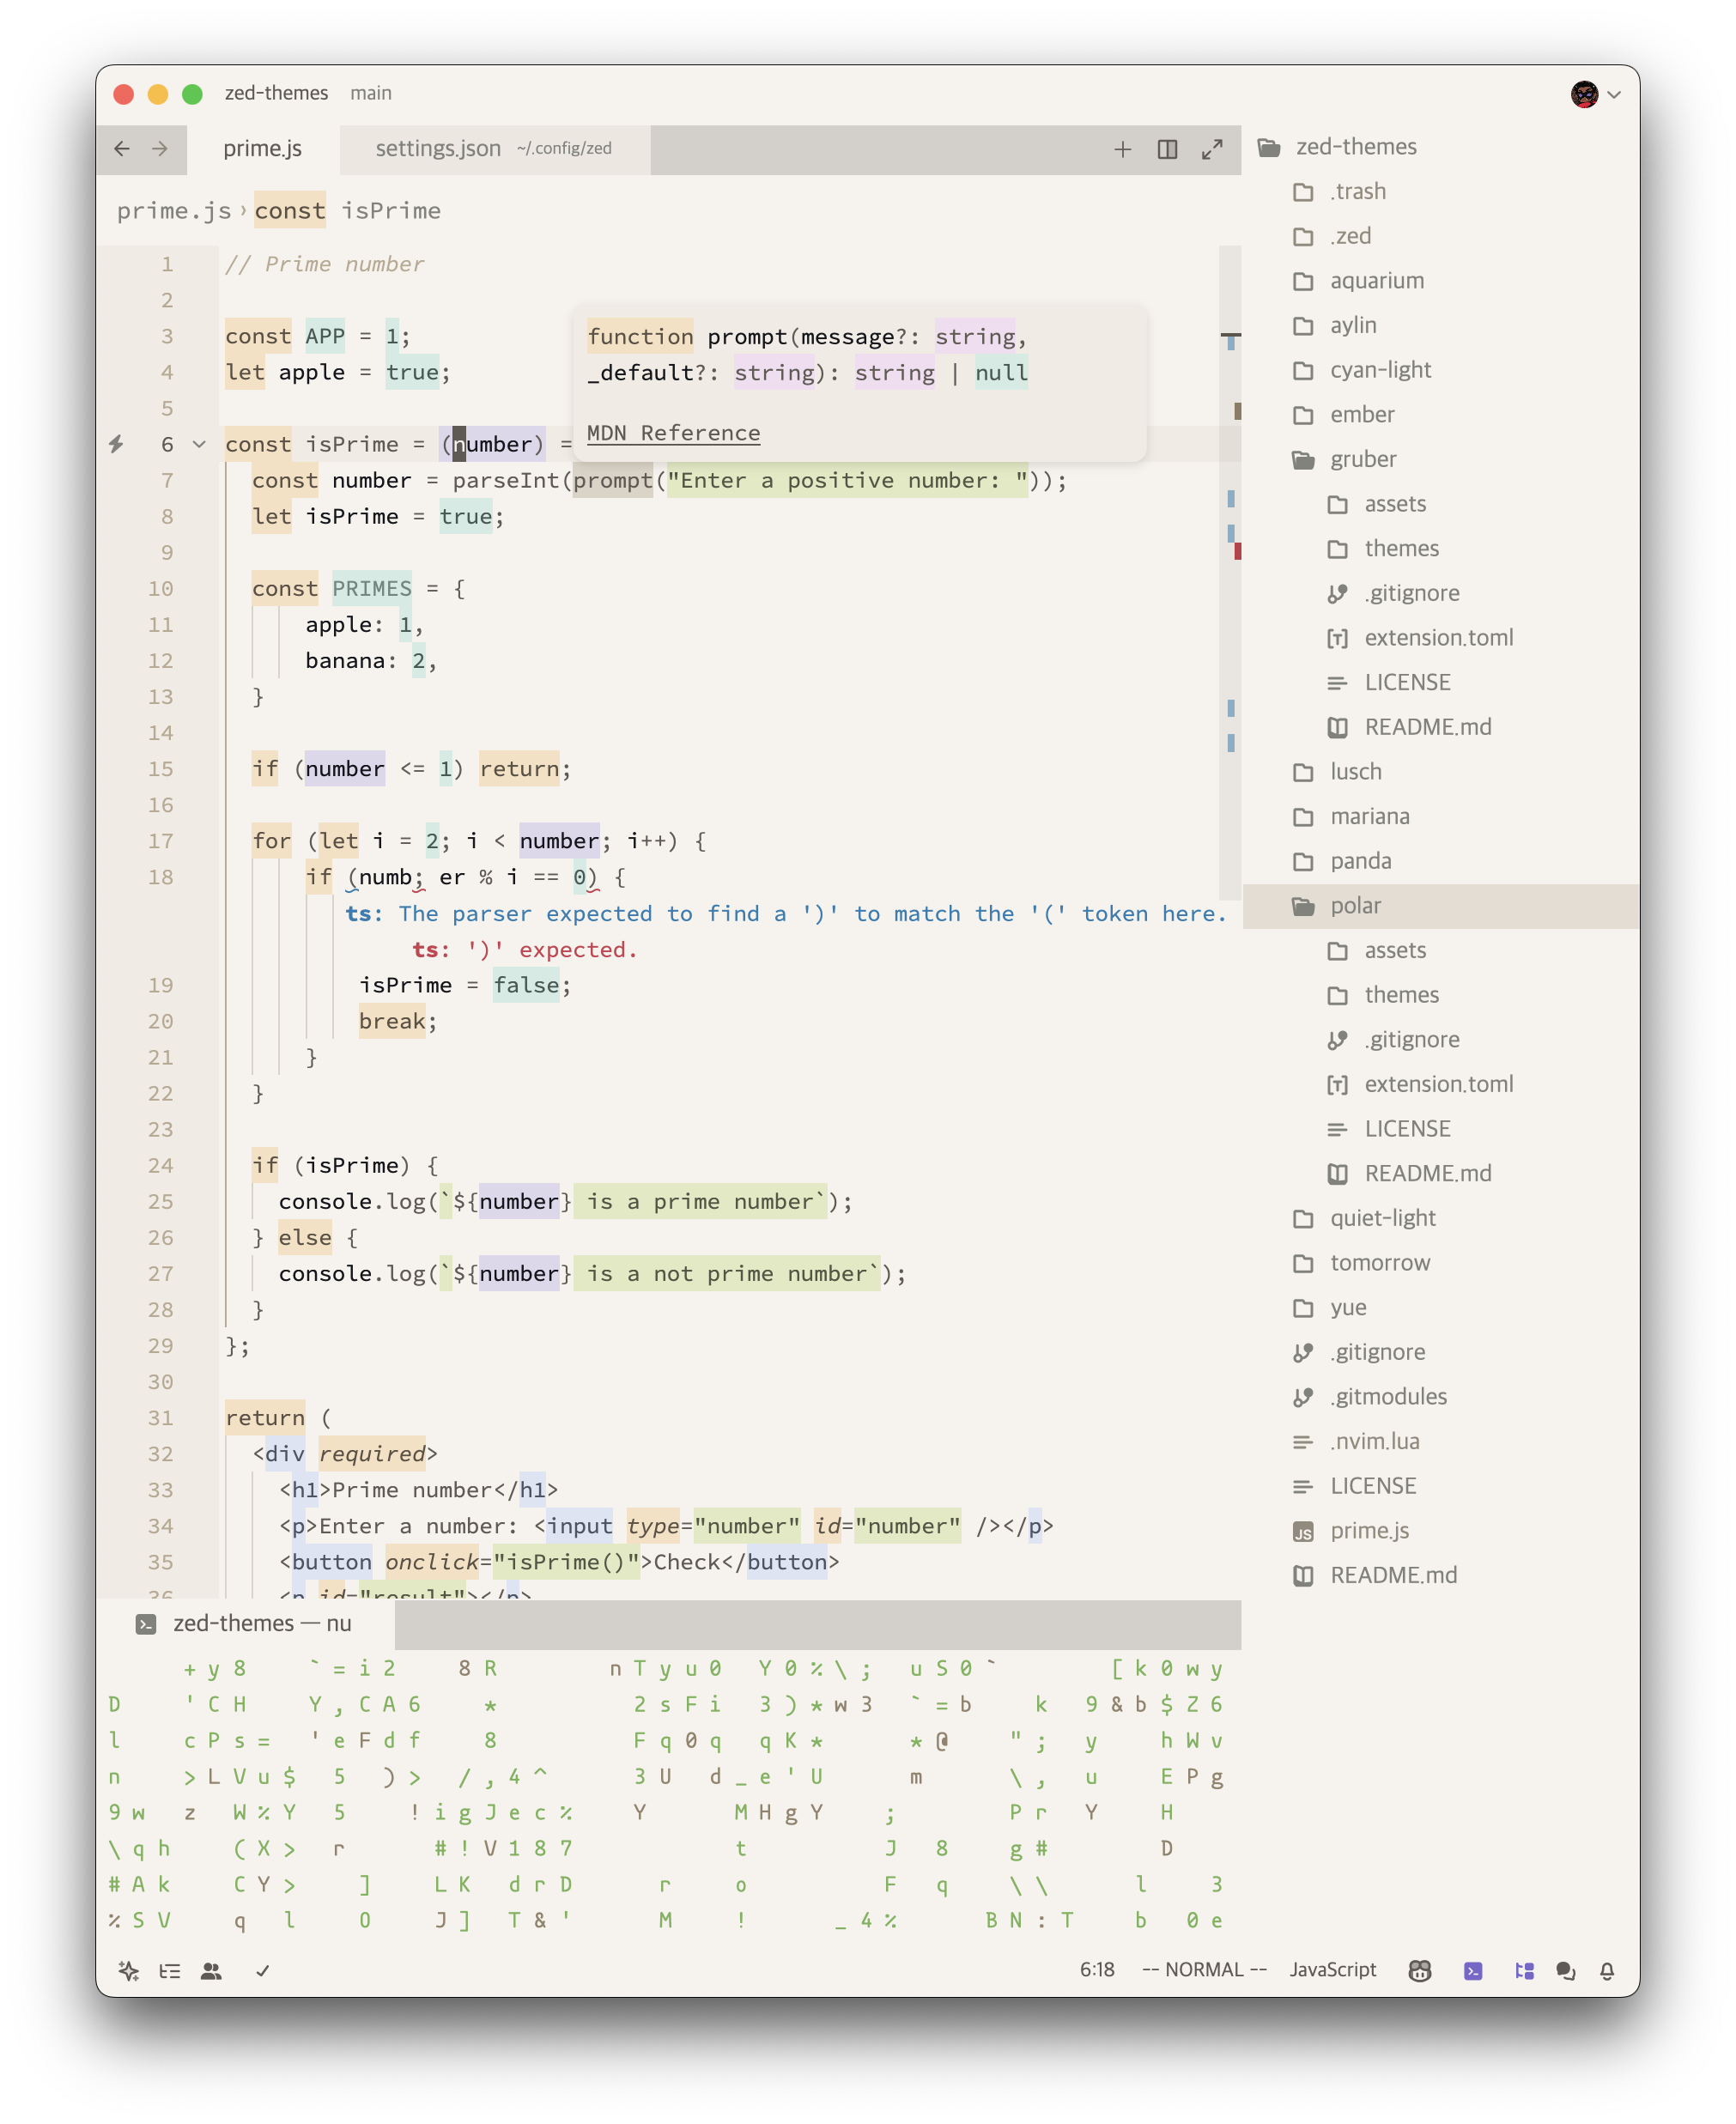 zed-themes main
prime.js settings.json ~/.config/zed
prime.js › const isPrime
1 // Prime number
2
3 const APP = 1;
4 let apple = true;
5
6 const isPrime = (number) =
function prompt(message?: string,
_default?: string): string | null
MDN Reference
7 const number = parseInt(prompt("Enter a positive number: "));
8 let isPrime = true;
9
10 const PRIMES = {
11 apple: 1,
12 banana: 2,
13 }
14
15 if (number <= 1) return;
16
17 for (let i = 2; i < number; i++) {
18 if (numb; er % i == 0) {
ts: The parser expected to find a ')' to match the '(' token here.
ts: ')' expected.
19 isPrime = false;
20 break;
21 }
22 }
23
24 if (isPrime) {
25 console.log(`${number} is a prime number`);
26 } else {
27 console.log(`${number} is a not prime number`);
28 }
29 };
30
31 return (
32 <div required>
33 <h1>Prime number</h1>
34 <p>Enter a number: <input type="number" id="number" /></p>
35 <button onclick="isPrime()">Check</button>
36 <p id="result"></p>
zed-themes
.trash
.zed
aquarium
aylin
cyan-light
ember
gruber
assets
themes
.gitignore
extension.toml
LICENSE
README.md
lusch
mariana
panda
polar
assets
themes
.gitignore
extension.toml
LICENSE
README.md
quiet-light
tomorrow
yue
.gitignore
.gitmodules
.nvim.lua
LICENSE
JS prime.js
README.md
zed-themes — nu
+ y 8 ` = i 2 8 R n T y u 0 Y 0 % \ ; u S 0 ` [ k 0 w y
D ' C H Y , C A 6 * 2 s F i 3 ) * w 3 ` = b k 9 & b $ Z 6
l c P s = ' e F d f 8 F q 0 q q K * * @ " ; y h W v
n > L V u $ 5 ) > / , 4 ^ 3 U d _ e ' U m \ , u E P g
9 w z W % Y 5 ! i g J e c % Y M H g Y ; P r Y H
\ q h ( X > r # ! V 1 8 7 t J 8 g # D
# A k C Y > ] L K d r D r o F q \ \ l 3
% S V q l O J ] T & ' M ! _ 4 % B N : T b 0 e
6:18 -- NORMAL -- JavaScript